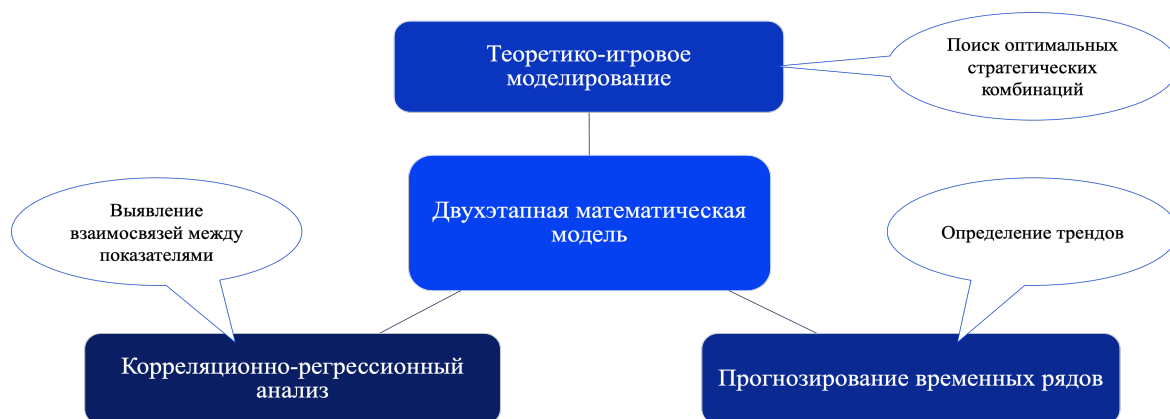 Теоретико-игровое
моделирование
Поиск оптимальных
стратегических
комбинаций
Двухэтапная математическая
модель
Выявление
взаимосвязей между
показателями
Определение трендов
Корреляционно-регрессионный
анализ
Прогнозирование временных рядов